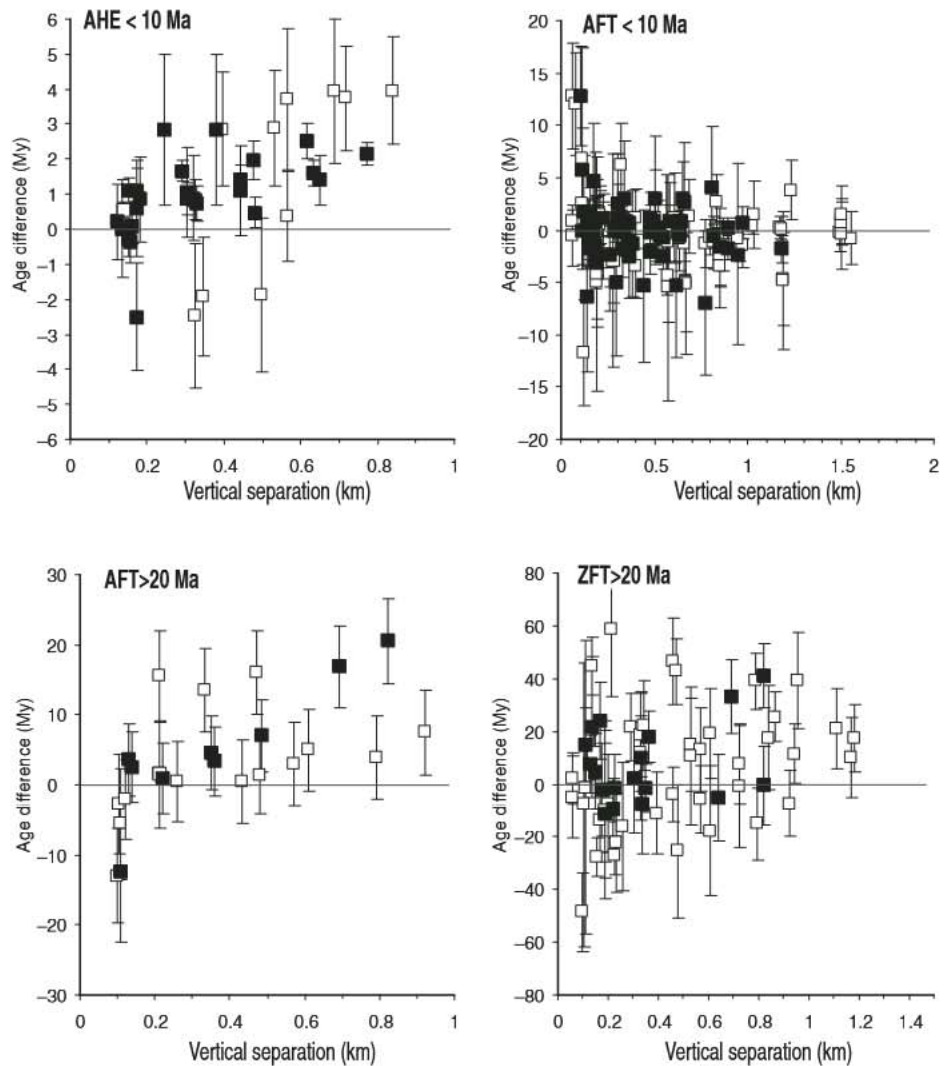 AHE < 10 Ma
6
5
4
3
2
1
0
−1
−2
−3
−4
−5
−6
Age difference (My)
0 0.2 0.4 0.6 0.8 1
Vertical separation (km)
AFT < 10 Ma
20
15
10
5
0
−5
−10
−15
−20
Age difference (My)
0 0.5 1 1.5 2
Vertical separation (km)
AFT>20 Ma
30
20
10
0
−10
−20
−30
Age difference (My)
0 0.2 0.4 0.6 0.8 1
Vertical separation (km)
ZFT>20 Ma
80
60
40
20
0
−20
−40
−60
−80
Age difference (My)
0 0.2 0.4 0.6 0.8 1 1.2 1.4
Vertical separation (km)